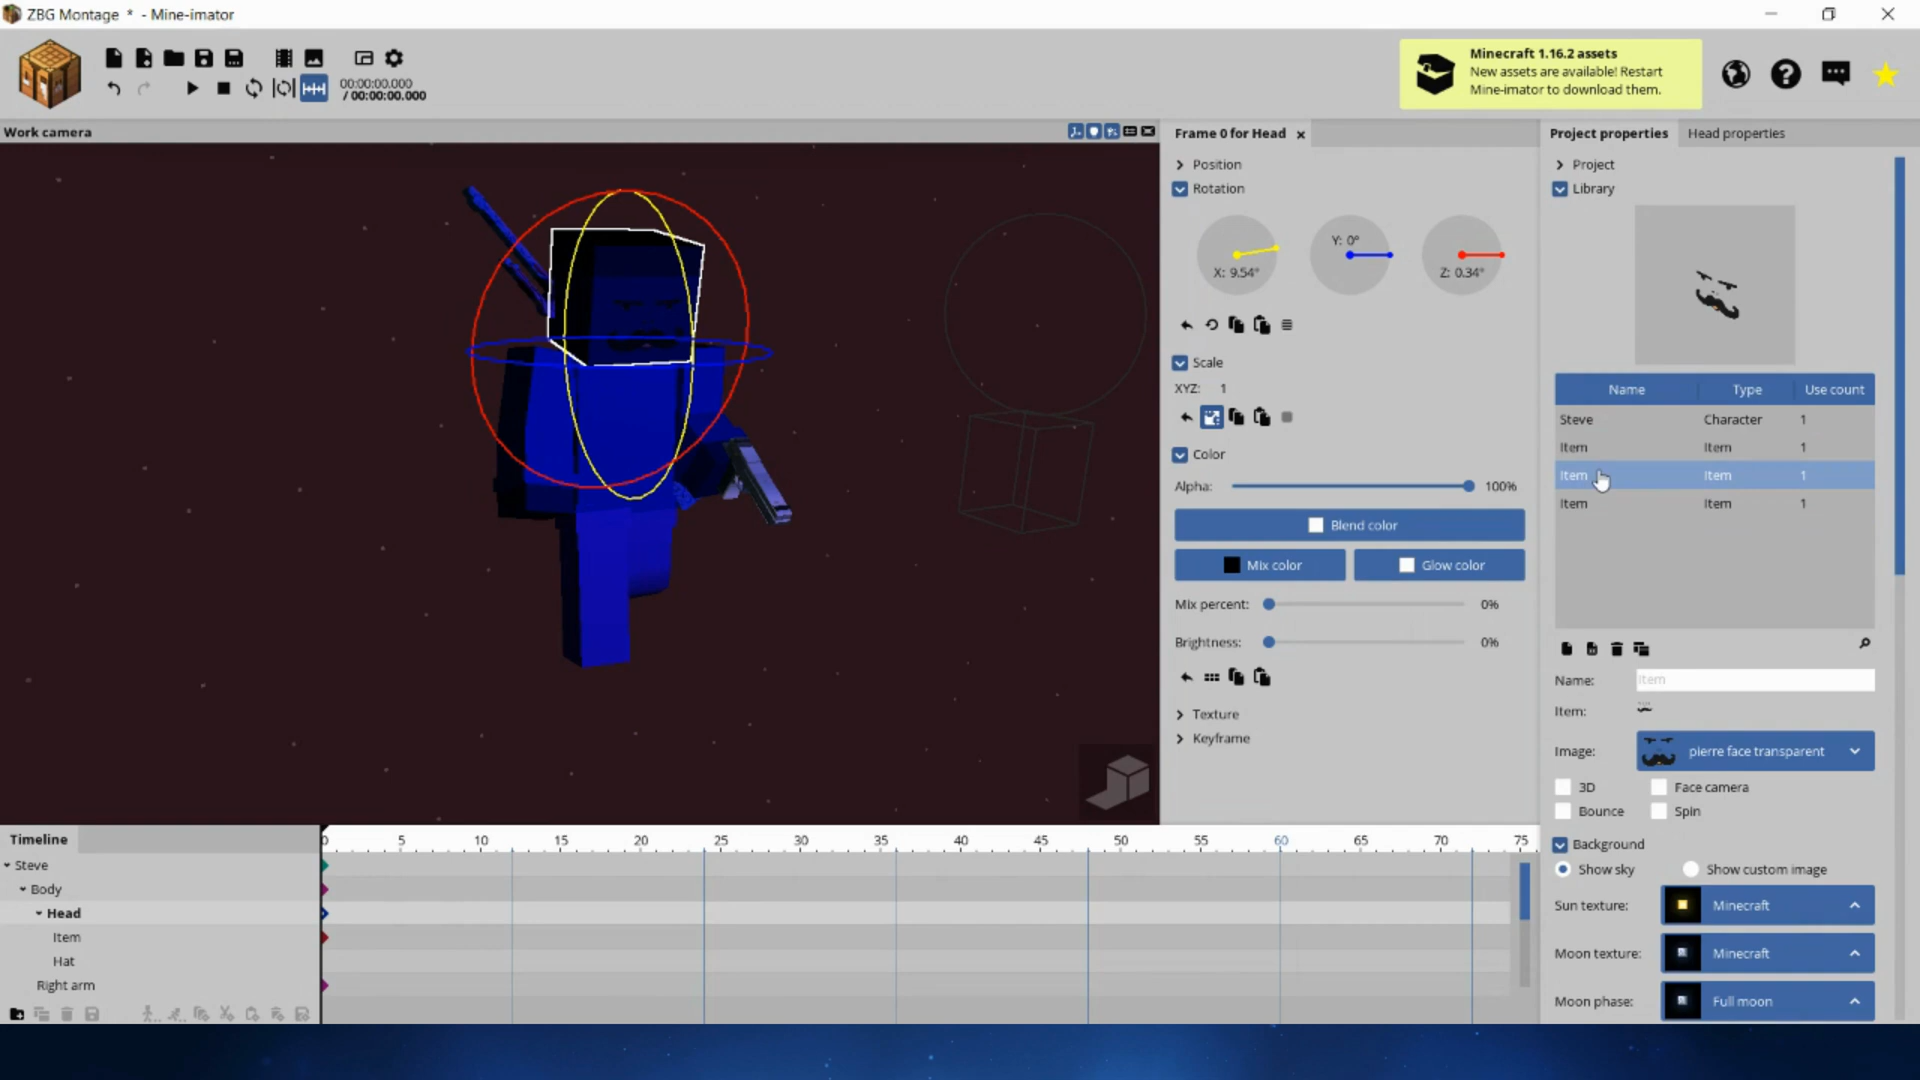 ZBG Montage * - Mine-imator
00:00:00.000
/ 00:00:00.000
Minecraft 1.16.2 assets
New assets are available! Restart
Mine-imator to download them.
Work camera
Frame 0 for Head
Position
Rotation
X: 9.54°
Y: 0°
Z: 0.34°
Scale
XYZ: 1
Color
Alpha: 100%
Blend color
Mix color Glow color
Mix percent: 0%
Brightness: 0%
Texture
Keyframe
Project properties Head properties
Project
Library
Name Type Use count
Steve Character 1
Item Item 1
Item Item 1
Item Item 1
Name: Item
Item:
Image: pierre face transparent
3D Face camera
Bounce Spin
Background
Show sky Show custom image
Sun texture: Minecraft
Moon texture: Minecraft
Moon phase: Full moon
Timeline
0 5 10 15 20 25 30 35 40 45 50 55 60 65 70 75
Steve
Body
Head
Item
Hat
Right arm